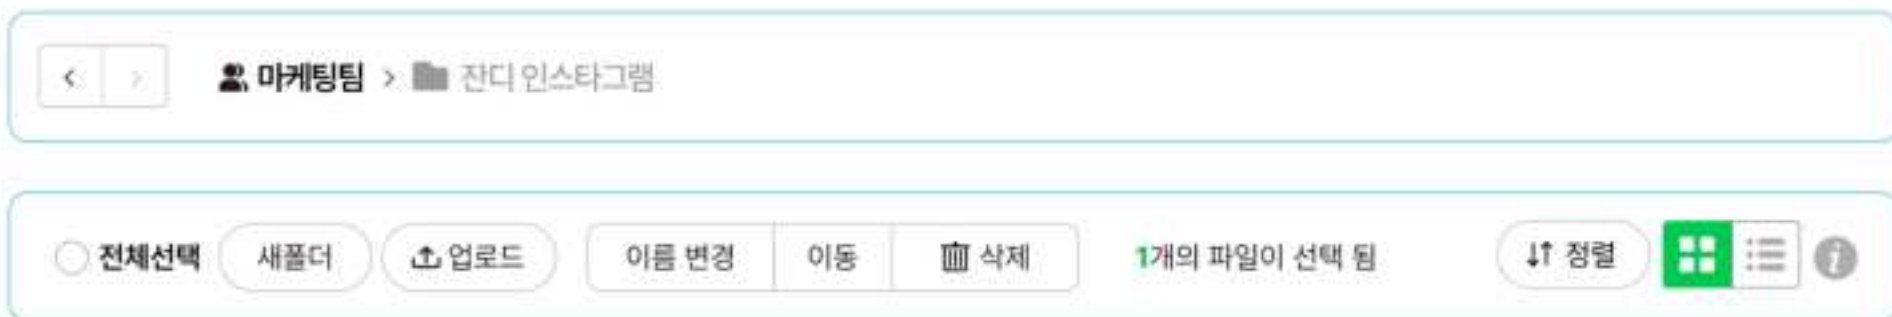 마케팅팀 > 잔디 인스타그램
전체선택 새폴더 업로드 이름 변경 이동 삭제 1개의 파일이 선택 됨 정렬